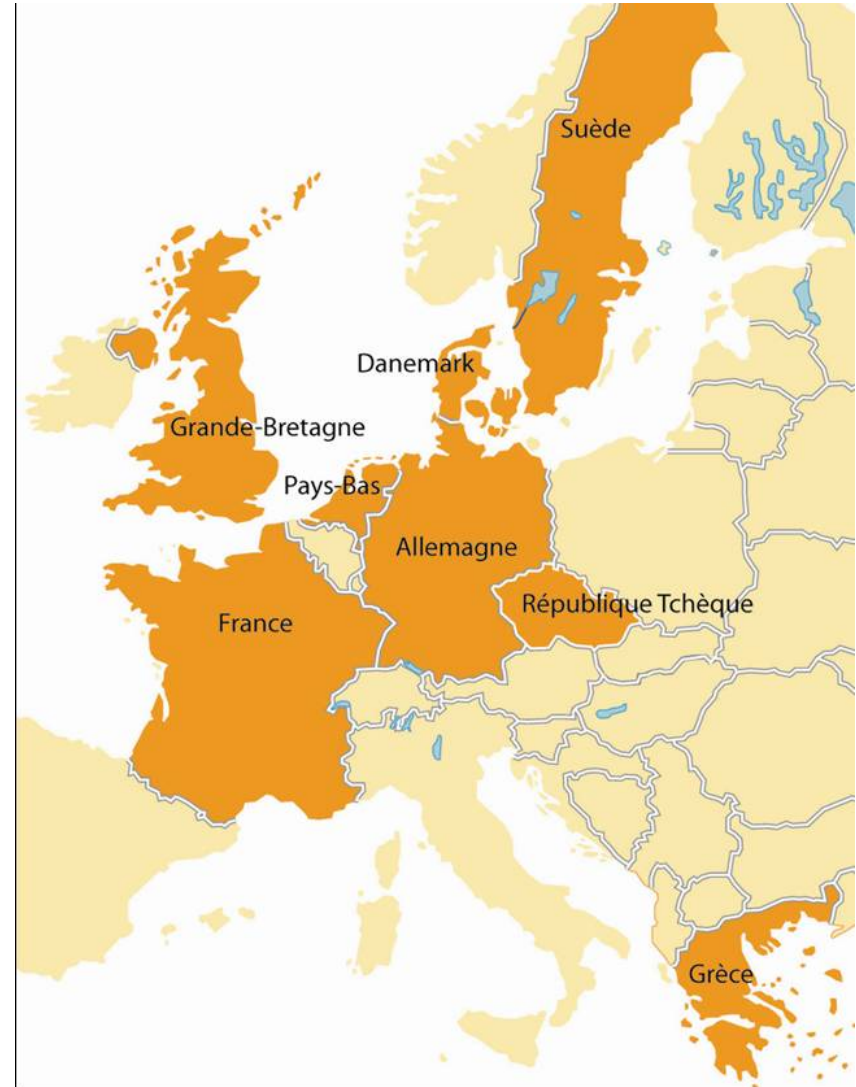 Suède
Danemark
Grande-Bretagne
Pays-Bas
Allemagne
République Tchèque
France
Grèce